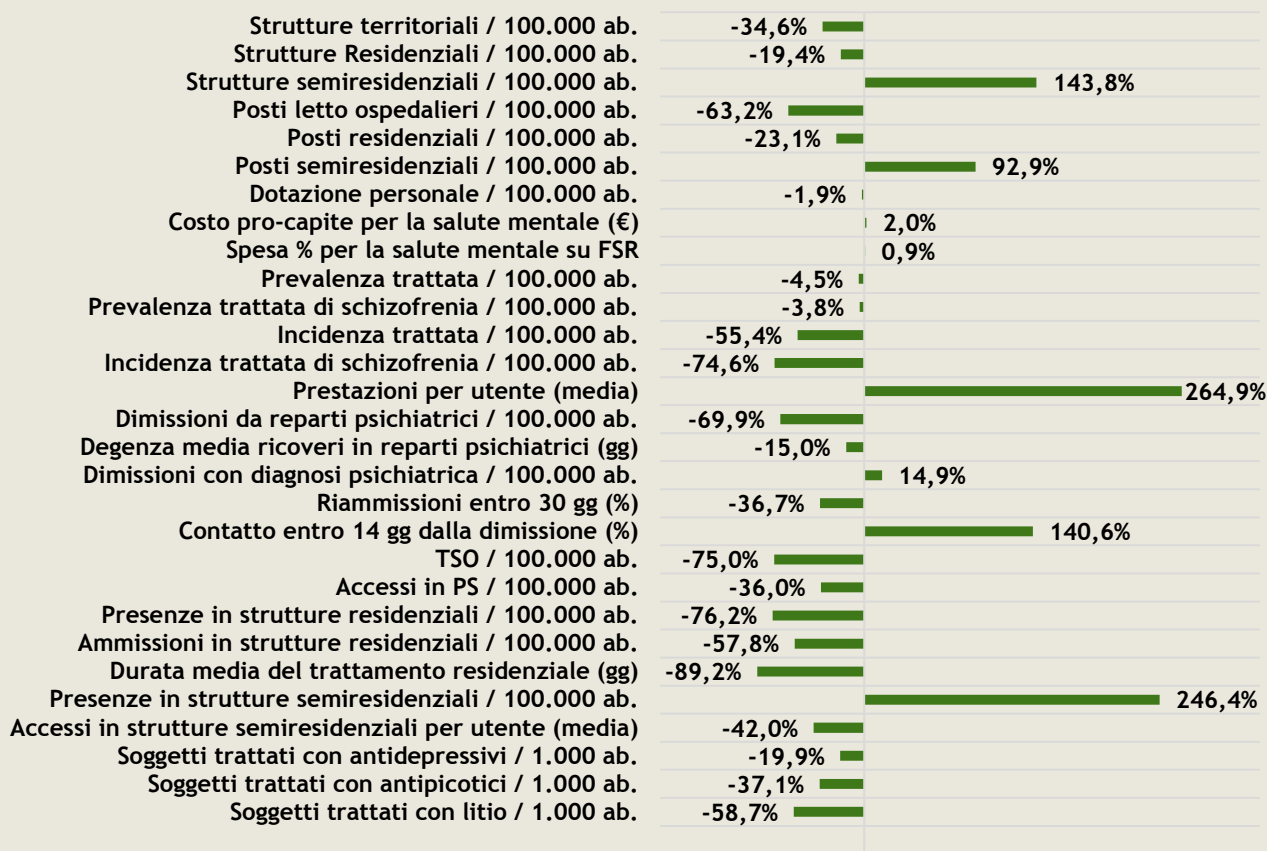 Strutture territoriali / 100.000 ab. -34,6%
Strutture Residenziali / 100.000 ab. -19,4%
Strutture semiresidenziali / 100.000 ab. 143,8%
Posti letto ospedalieri / 100.000 ab. -63,2%
Posti residenziali / 100.000 ab. -23,1%
Posti semiresidenziali / 100.000 ab. 92,9%
Dotazione personale / 100.000 ab. -1,9%
Costo pro-capite per la salute mentale (€) 2,0%
Spesa % per la salute mentale su FSR 0,9%
Prevalenza trattata / 100.000 ab. -4,5%
Prevalenza trattata di schizofrenia / 100.000 ab. -3,8%
Incidenza trattata / 100.000 ab. -55,4%
Incidenza trattata di schizofrenia / 100.000 ab. -74,6%
Prestazioni per utente (media) 264,9%
Dimissioni da reparti psichiatrici / 100.000 ab. -69,9%
Degenza media ricoveri in reparti psichiatrici (gg) -15,0%
Dimissioni con diagnosi psichiatrica / 100.000 ab. 14,9%
Riammissioni entro 30 gg (%) -36,7%
Contatto entro 14 gg dalla dimissione (%) 140,6%
TSO / 100.000 ab. -75,0%
Accessi in PS / 100.000 ab. -36,0%
Presenze in strutture residenziali / 100.000 ab. -76,2%
Ammissioni in strutture residenziali / 100.000 ab. -57,8%
Durata media del trattamento residenziale (gg) -89,2%
Presenze in strutture semiresidenziali / 100.000 ab. 246,4%
Accessi in strutture semiresidenziali per utente (media) -42,0%
Soggetti trattati con antidepressivi / 1.000 ab. -19,9%
Soggetti trattati con antipicotici / 1.000 ab. -37,1%
Soggetti trattati con litio / 1.000 ab. -58,7%